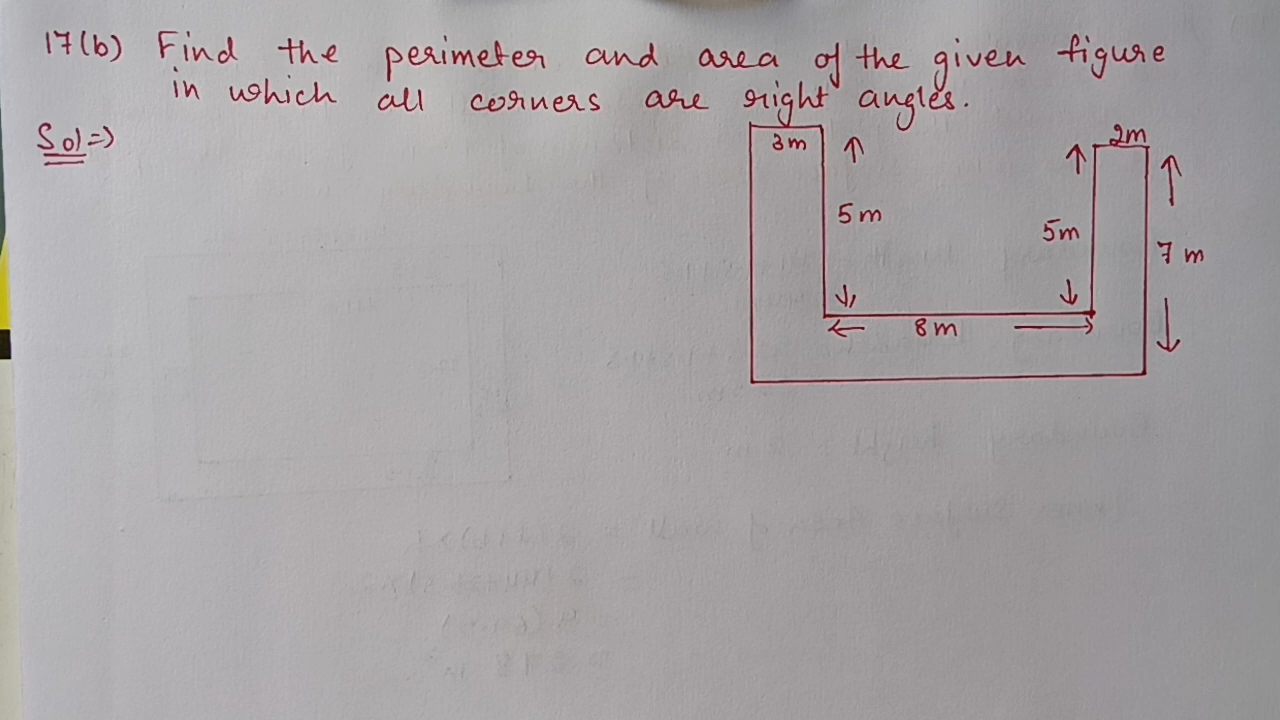 17(b) Find the perimeter and area of the given figure
in which all corners are right angles.
Sol=>
3m
2m
5m
5m
7 m
8m